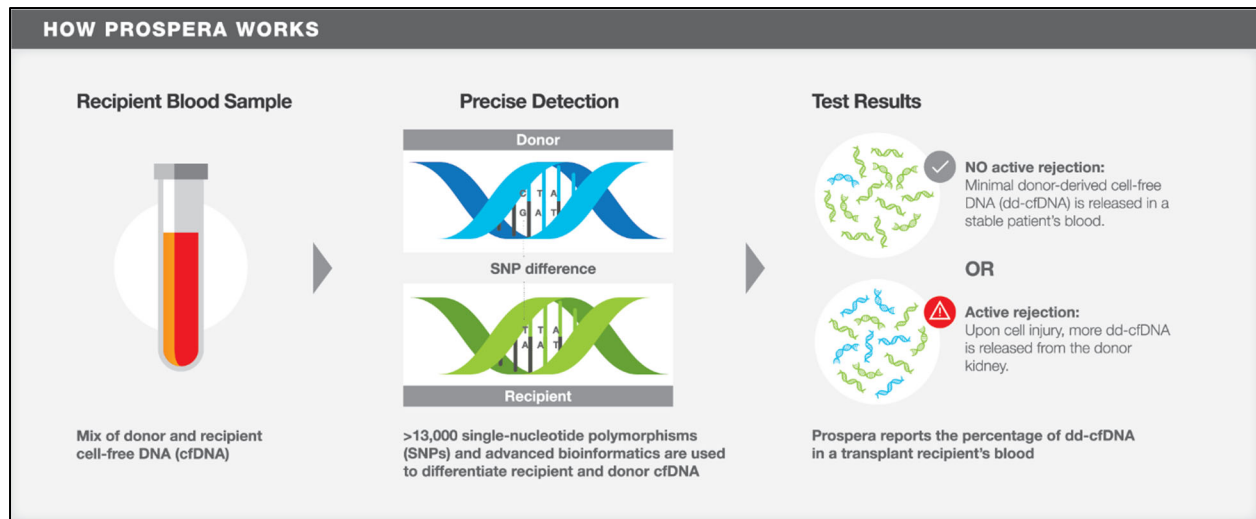 HOW PROSPERA WORKS
Recipient Blood Sample
Mix of donor and recipient
cell-free DNA (cfDNA)
Precise Detection
Donor
C T A
G A T
SNP difference
T T A
A A T
Recipient
>13,000 single-nucleotide polymorphisms
(SNPs) and advanced bioinformatics are used
to differentiate recipient and donor cfDNA
Test Results
NO active rejection:
Minimal donor-derived cell-free
DNA (dd-cfDNA) is released in a
stable patient's blood.
OR
Active rejection:
Upon cell injury, more dd-cfDNA
is released from the donor
kidney.
Prospera reports the percentage of dd-cfDNA
in a transplant recipient's blood